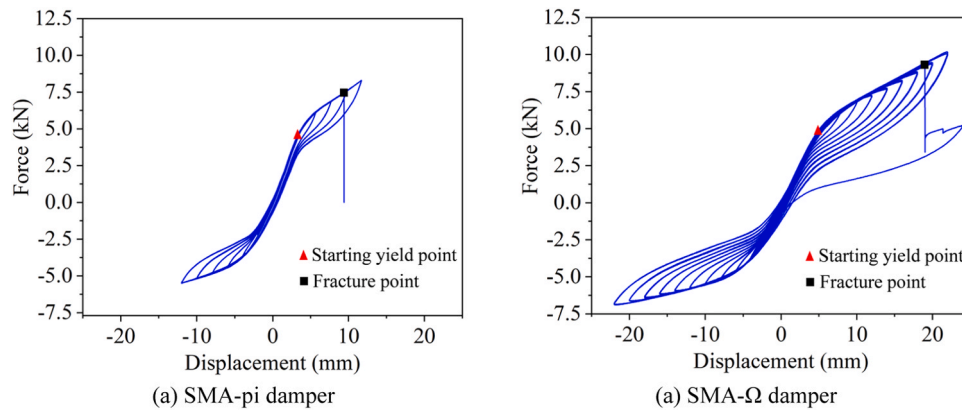 12.5
10.0
7.5
5.0
2.5
0.0
-2.5
-5.0
-7.5
Force (kN)
Starting yield point
Fracture point
-20 -10 0 10 20
Displacement (mm)
(a) SMA-pi damper
12.5
10.0
7.5
5.0
2.5
0.0
-2.5
-5.0
-7.5
Force (kN)
Starting yield point
Fracture point
-20 -10 0 10 20
Displacement (mm)
(a) SMA-Ω damper